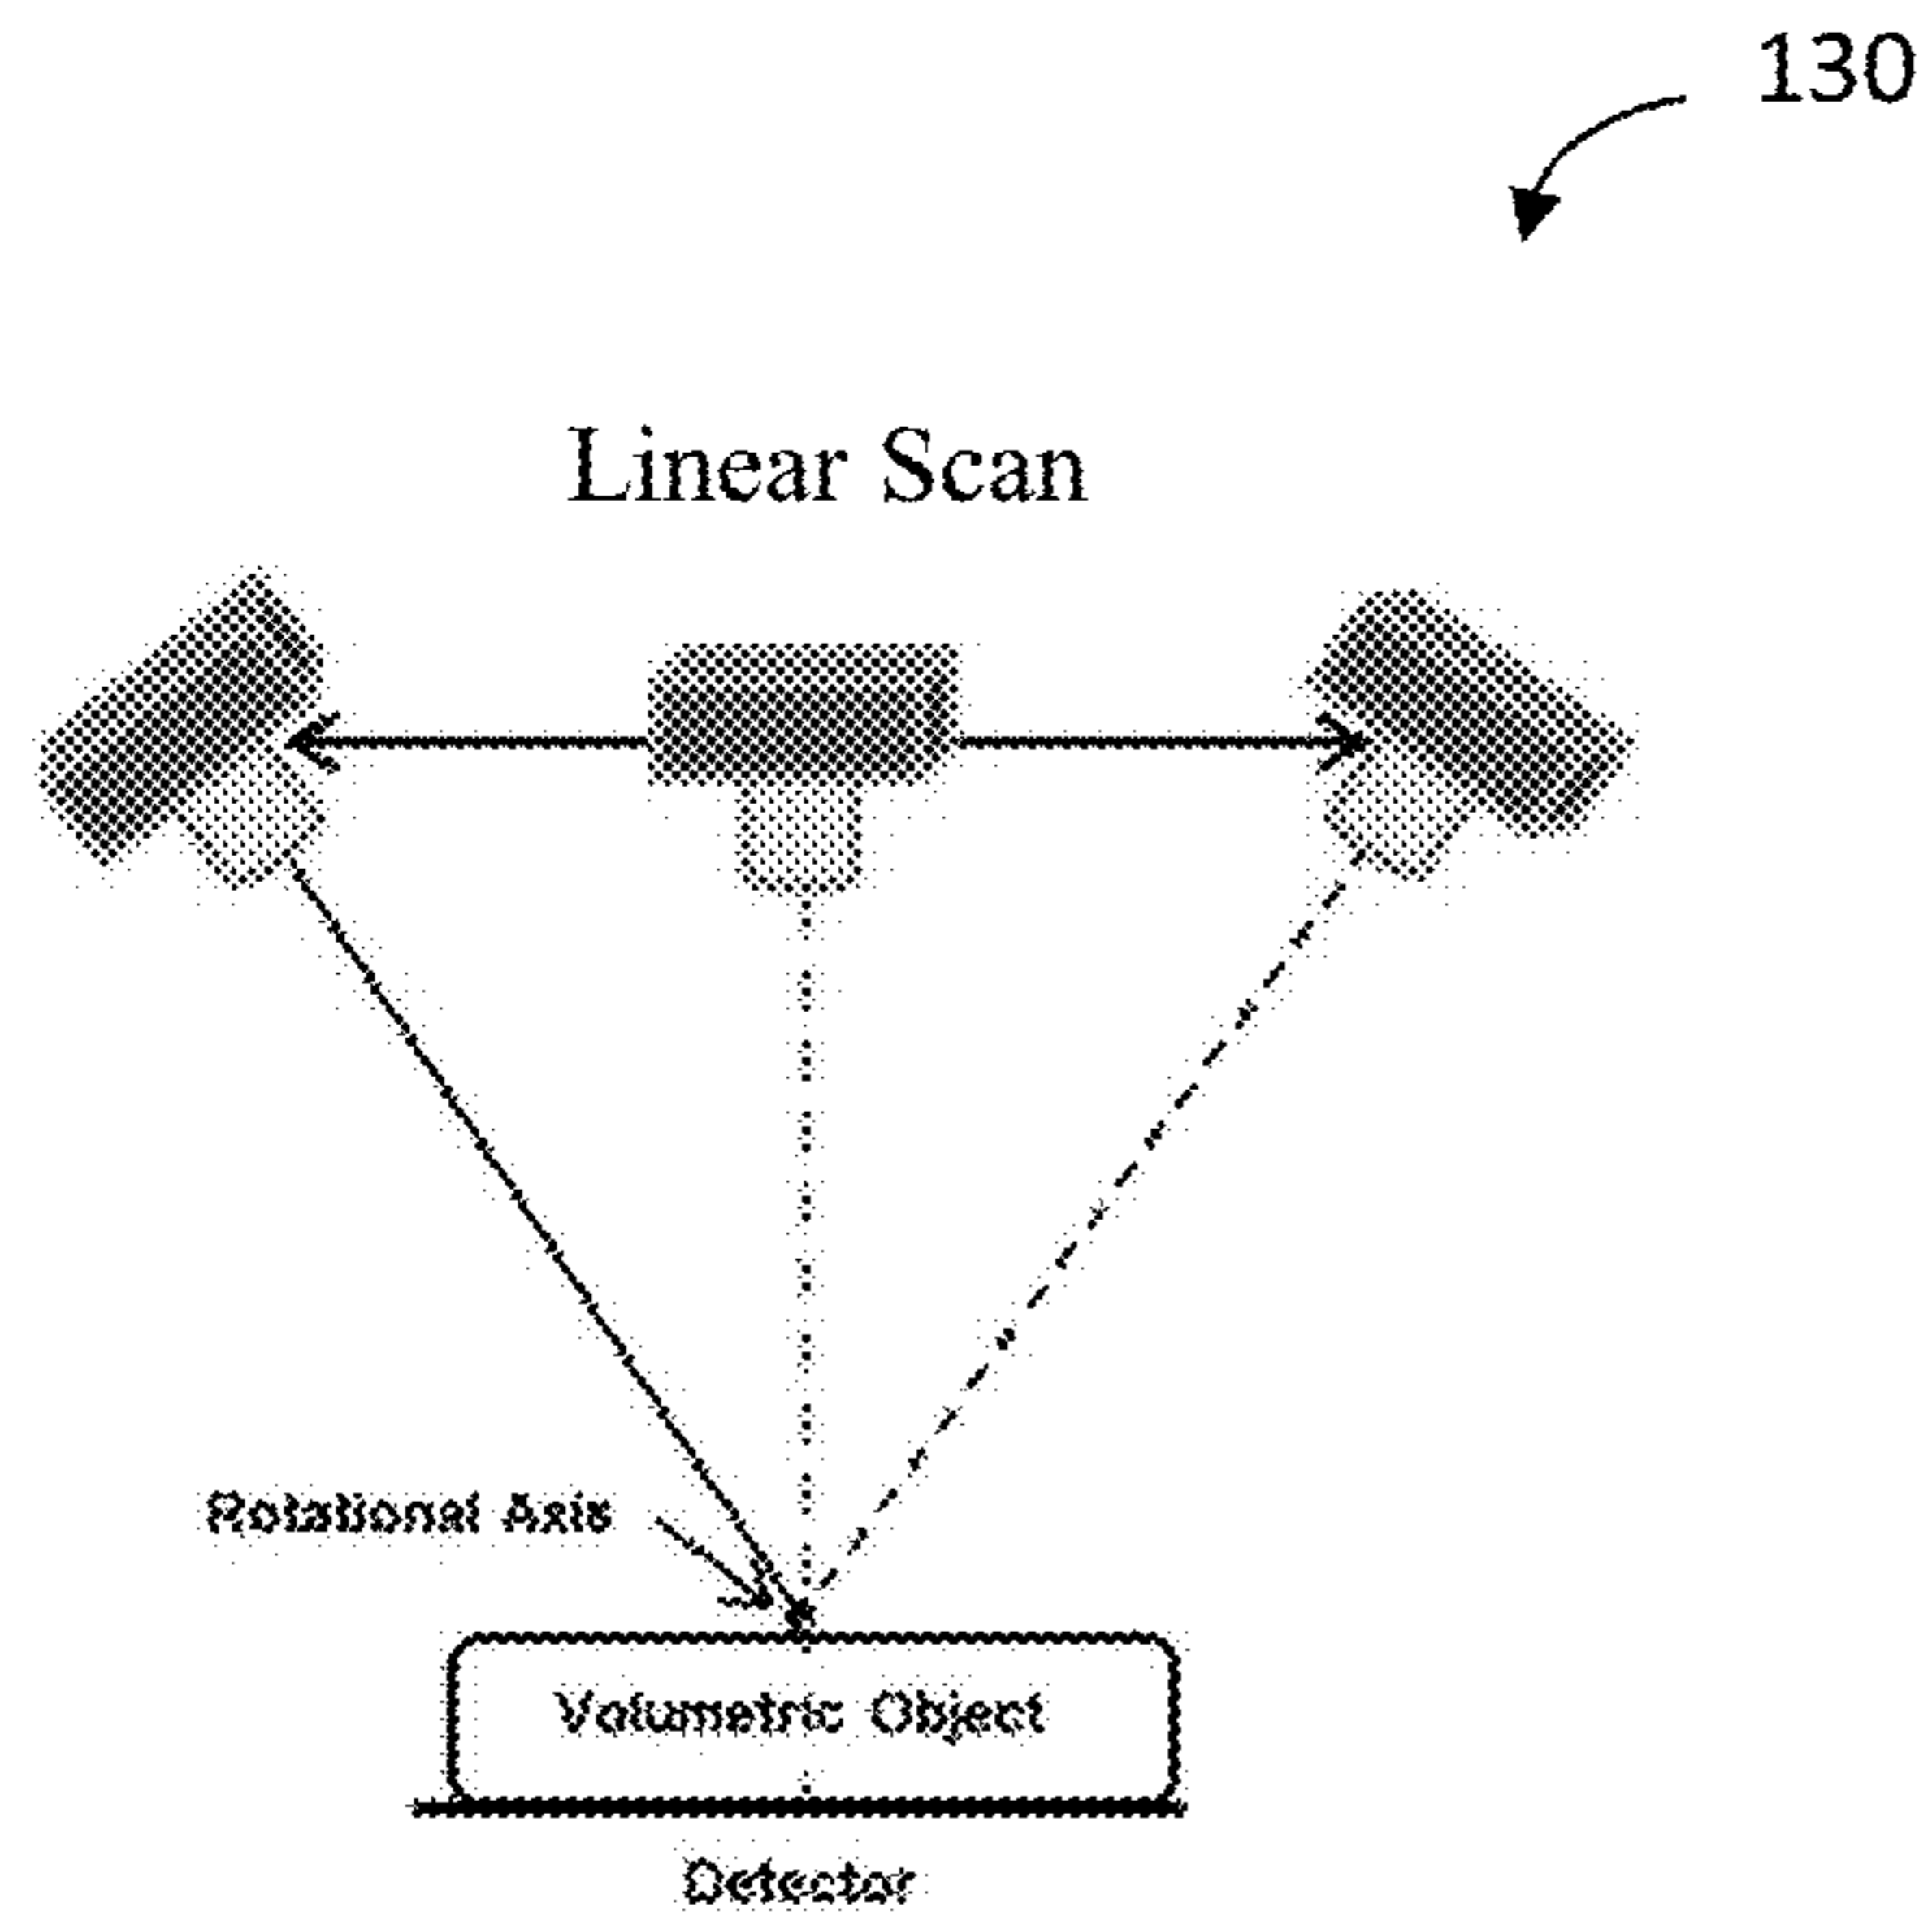 130
Linear Scan
Rotational Axis
Volumetric Object
Detector